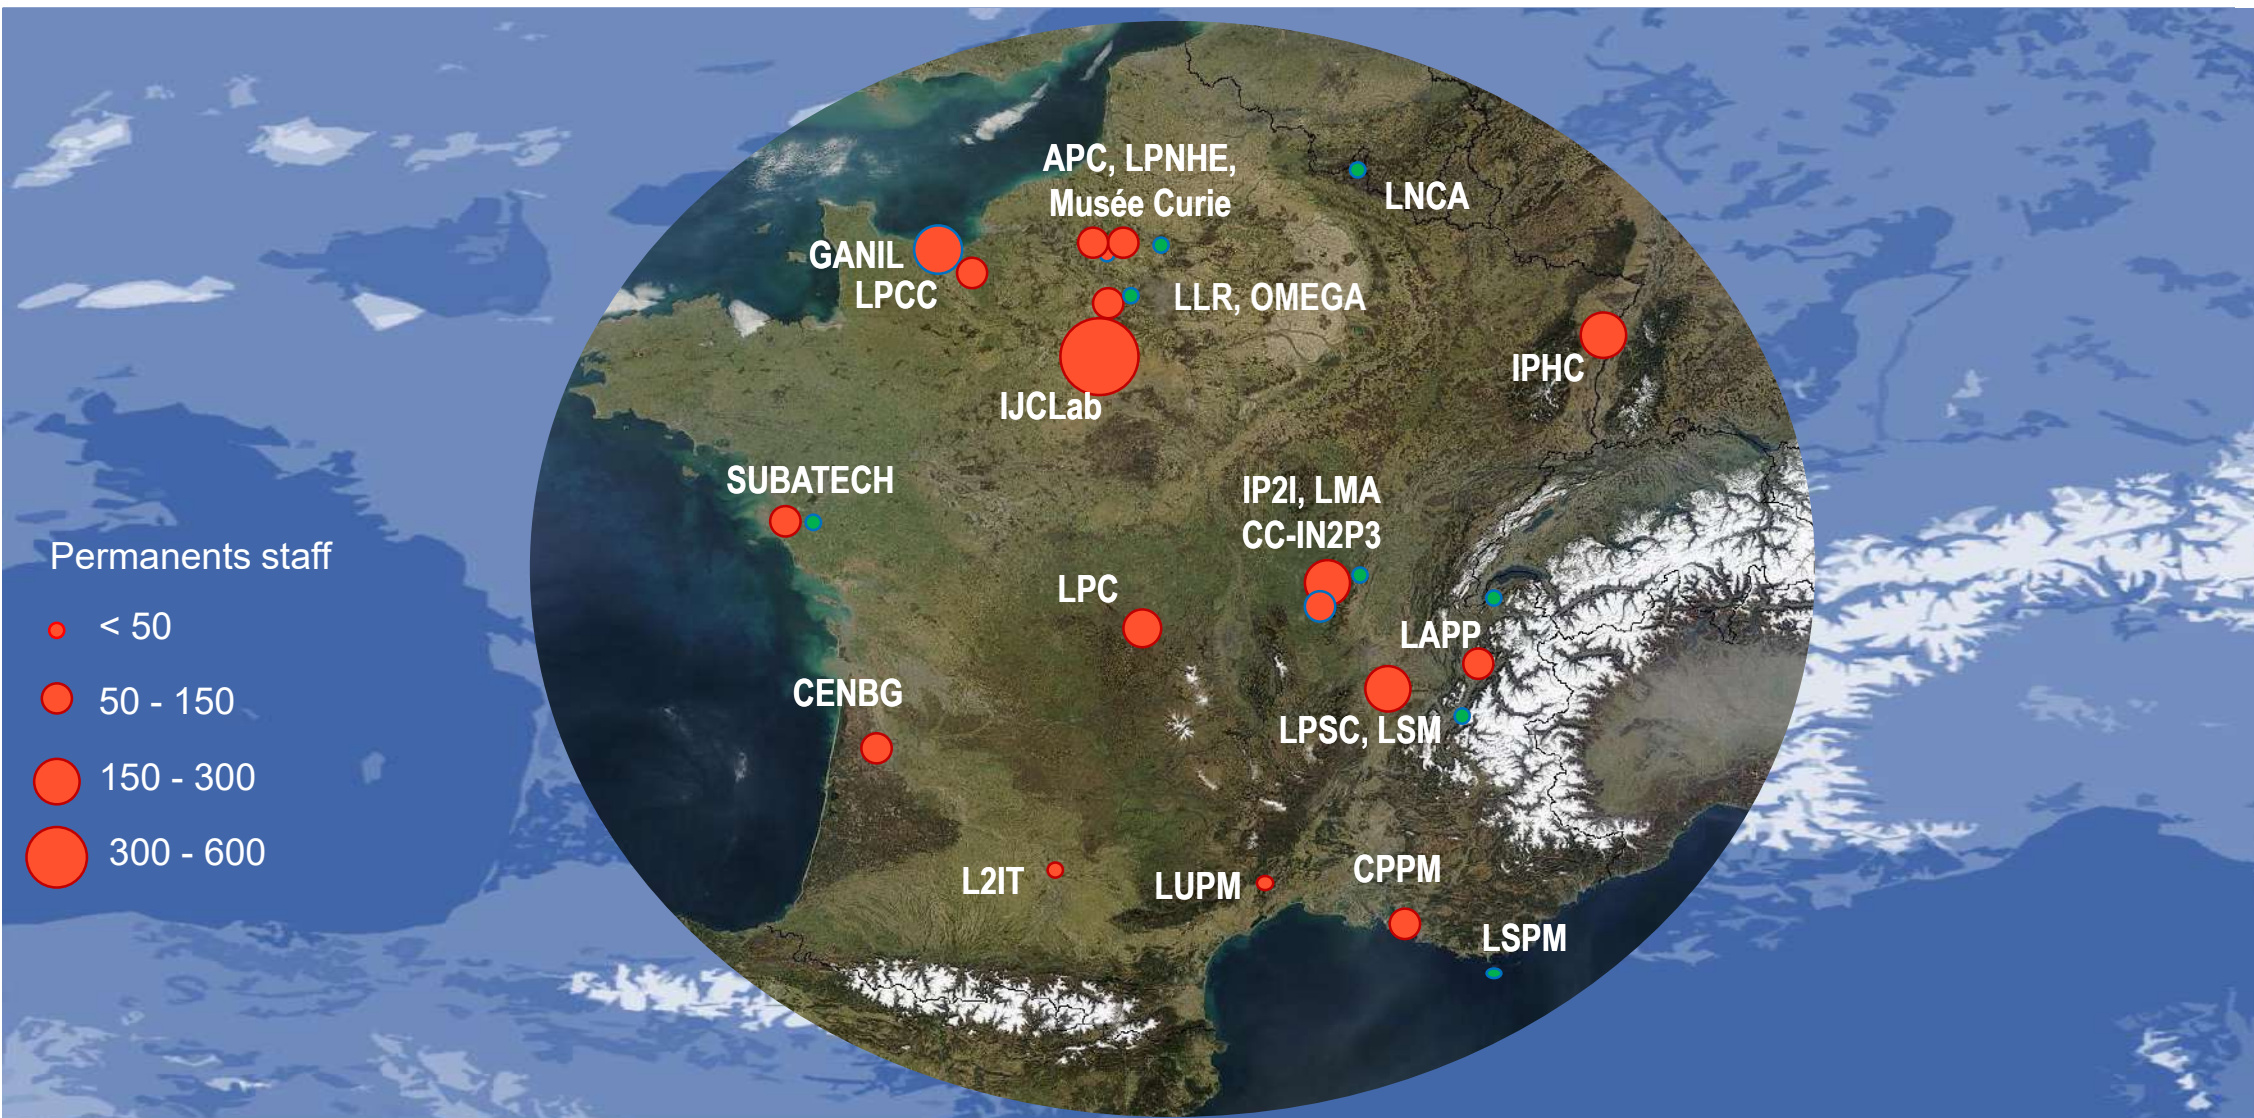 APC, LPNHE,
Musée Curie
LNCA
GANIL
LPCC
LLR, OMEGA
IPHC
IJCLab
SUBATECH
IP2I, LMA
CC-IN2P3
Permanents staff
< 50
50 - 150
150 - 300
300 - 600
LPC
LAPP
CENBG
LPSC, LSM
L2IT
LUPM
CPPM
LSPM